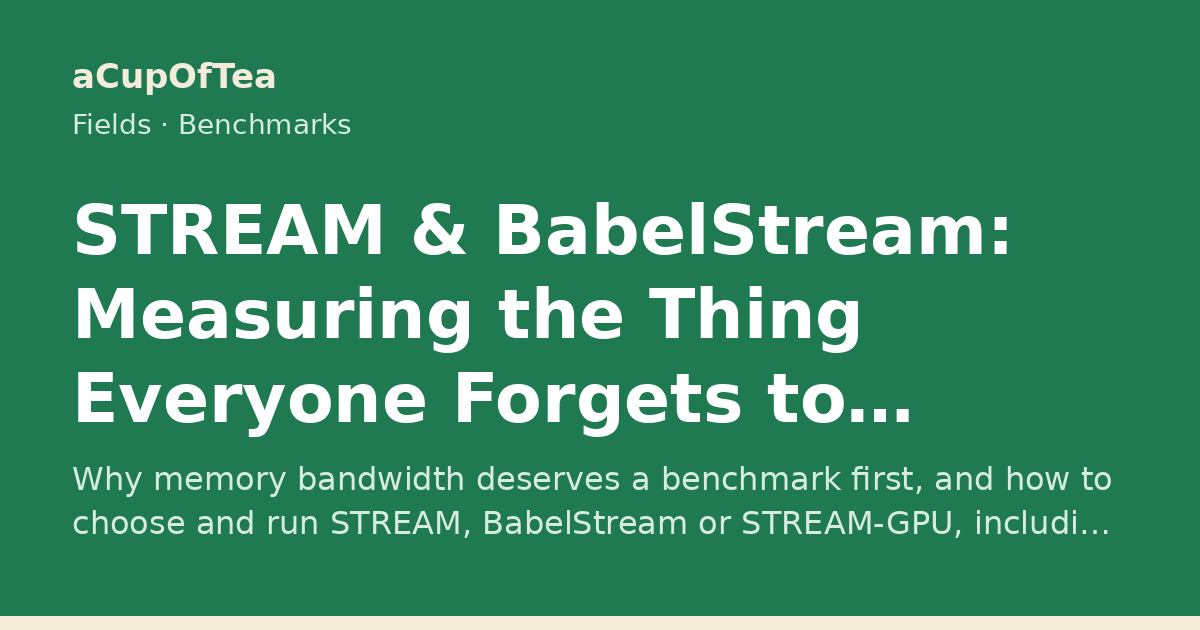 aCupOfTea
Fields · Benchmarks
STREAM & BabelStream:
Measuring the Thing
Everyone Forgets to…
Why memory bandwidth deserves a benchmark first, and how to
choose and run STREAM, BabelStream or STREAM-GPU, includi…